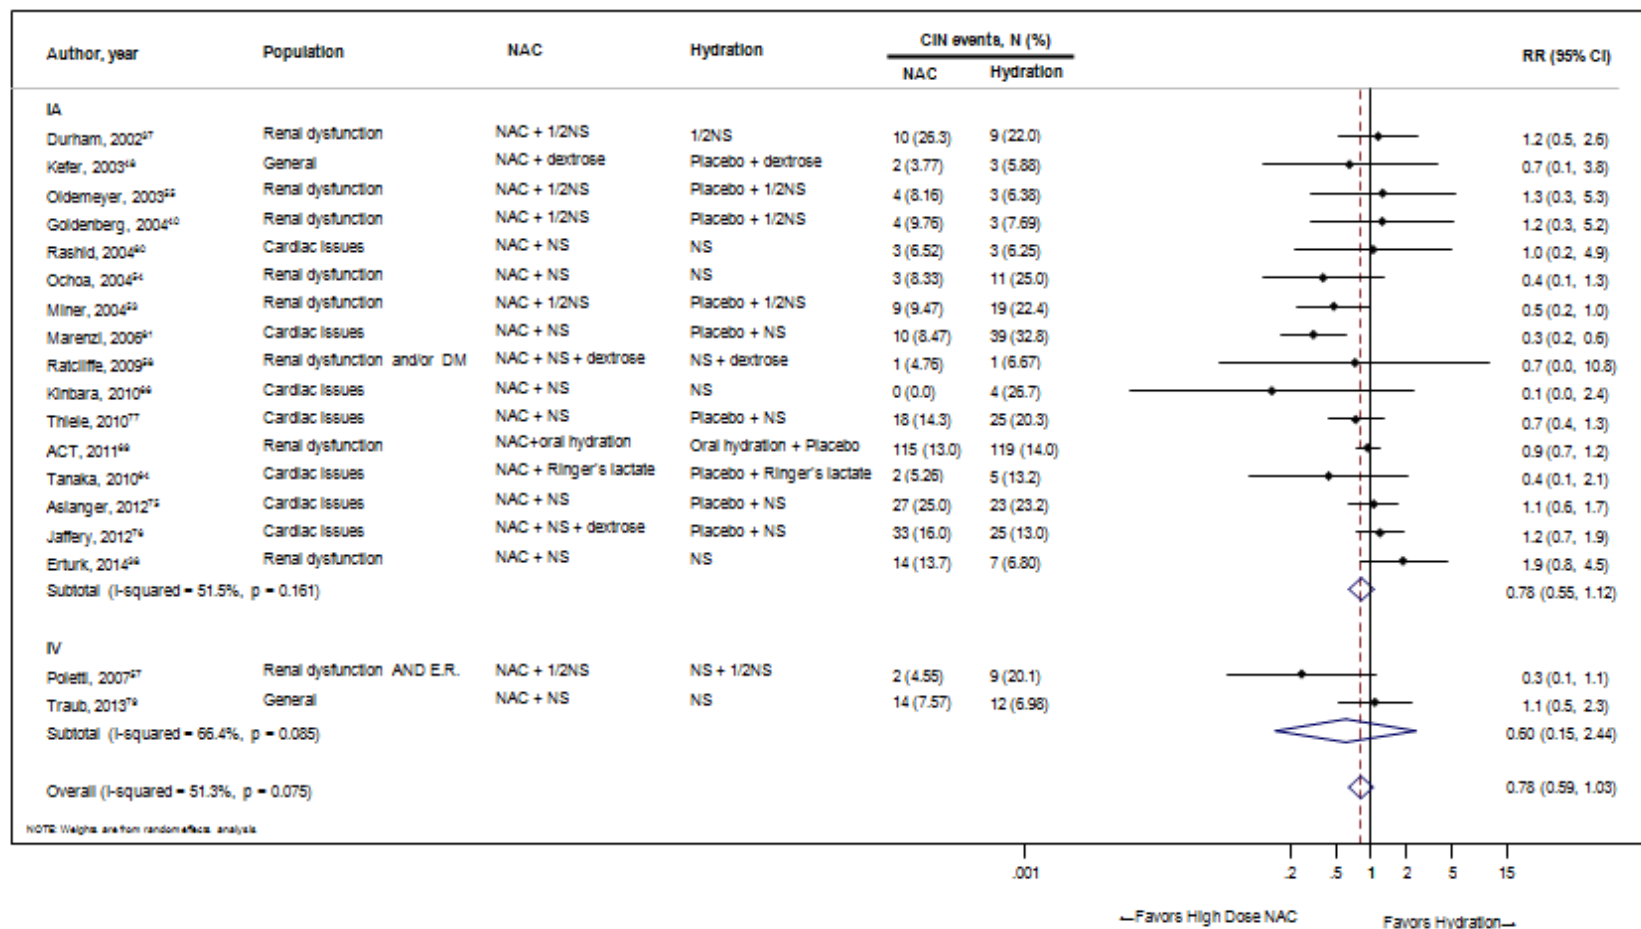 CIN events, N (%)
Author, year Population NAC Hydration RR (95% CI)
NAC Hydration
IA
Durham, 2002³⁷ Renal dysfunction NAC + 1/2NS 1/2NS 10 (26.3) 9 (22.0) 1.2 (0.5, 2.6)
Kefer, 2003 General NAC + dextrose Placebo + dextrose 2 (3.77) 3 (5.88) 0.7 (0.1, 3.8)
Oldemeyer, 2003 Renal dysfunction NAC + 1/2NS Placebo + 1/2NS 4 (8.16) 3 (6.38) 1.3 (0.3, 5.3)
Goldenberg, 2004 Renal dysfunction NAC + 1/2NS Placebo + 1/2NS 4 (9.76) 3 (7.69) 1.2 (0.3, 5.2)
Rashid, 2004 Cardiac Issues NAC + NS NS 3 (6.52) 3 (6.25) 1.0 (0.2, 4.9)
Ochoa, 2004 Renal dysfunction NAC + NS NS 3 (8.33) 11 (25.0) 0.4 (0.1, 1.3)
Miner, 2004 Renal dysfunction NAC + 1/2NS Placebo + 1/2NS 9 (9.47) 19 (22.4) 0.5 (0.2, 1.0)
Marenzi, 2006 Cardiac Issues NAC + NS Placebo + NS 10 (8.47) 39 (32.8) 0.3 (0.2, 0.6)
Ratcliffe, 2009 Renal dysfunction and/or DM NAC + NS + dextrose NS + dextrose 1 (4.76) 1 (6.67) 0.7 (0.0, 10.8)
Kinbara, 2010 Cardiac Issues NAC + NS NS 0 (0.0) 4 (26.7) 0.1 (0.0, 2.4)
Thiele, 2010⁷⁷ Cardiac Issues NAC + NS Placebo + NS 18 (14.3) 25 (20.3) 0.7 (0.4, 1.3)
ACT, 2011 Renal dysfunction NAC+oral hydration Oral hydration + Placebo 115 (13.0) 119 (14.0) 0.9 (0.7, 1.2)
Tanaka, 2010 Cardiac Issues NAC + Ringer's lactate Placebo + Ringer's lactate 2 (5.26) 5 (13.2) 0.4 (0.1, 2.1)
Aslanger, 2012 Cardiac Issues NAC + NS Placebo + NS 27 (25.0) 23 (23.2) 1.1 (0.6, 1.7)
Jaffery, 2012 Cardiac Issues NAC + NS + dextrose Placebo + NS 33 (16.0) 25 (13.0) 1.2 (0.7, 1.9)
Erturk, 2014 Renal dysfunction NAC + NS NS 14 (13.7) 7 (6.80) 1.9 (0.8, 4.5)
Subtotal (I-squared = 51.5%, p = 0.161) 0.78 (0.55, 1.12)
IV
Poletti, 2007 Renal dysfunction AND E.R. NAC + 1/2NS NS + 1/2NS 2 (4.55) 9 (20.1) 0.3 (0.1, 1.1)
Traub, 2013 General NAC + NS NS 14 (7.57) 12 (6.98) 1.1 (0.5, 2.3)
Subtotal (I-squared = 66.4%, p = 0.085) 0.60 (0.15, 2.44)
Overall (I-squared = 51.3%, p = 0.075) 0.78 (0.59, 1.03)
NOTE: Weights are from random effects analysis
.001 .2 .5 1 2 5 15
←Favors High Dose NAC Favors Hydration→